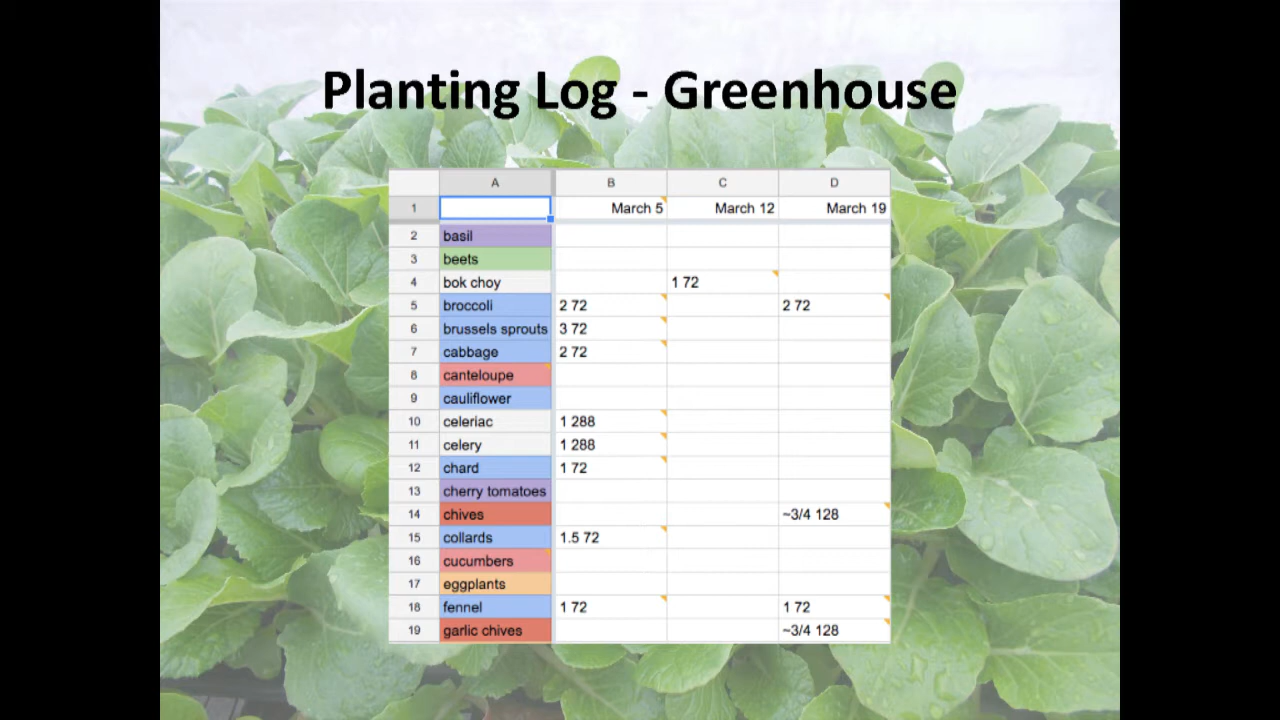 Planting Log - Greenhouse
A B C D
1 March 5 March 12 March 19
2 basil
3 beets
4 bok choy 1 72
5 broccoli 2 72 2 72
6 brussels sprouts 3 72
7 cabbage 2 72
8 canteloupe
9 cauliflower
10 celeriac 1 288
11 celery 1 288
12 chard 1 72
13 cherry tomatoes
14 chives ~3/4 128
15 collards 1.5 72
16 cucumbers
17 eggplants
18 fennel 1 72 1 72
19 garlic chives ~3/4 128